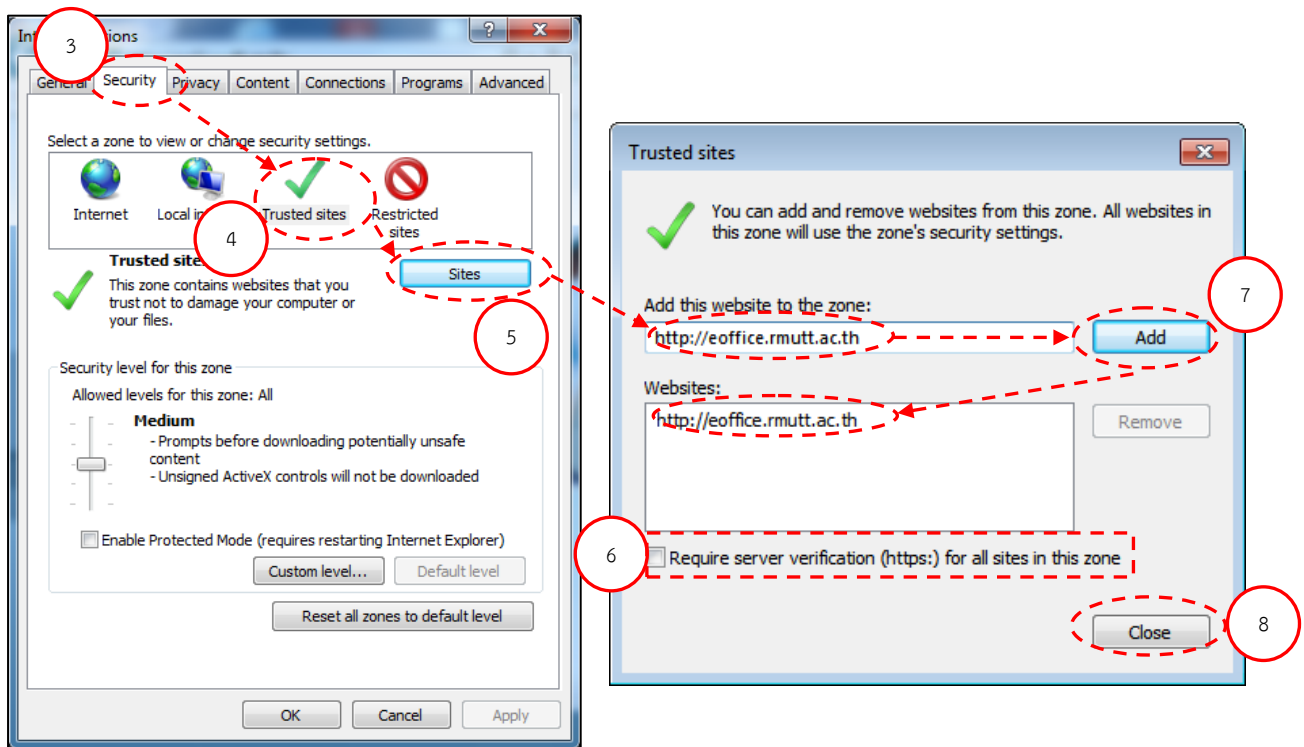 3
Security
Privacy
Content
Connections
Programs
Advanced
Select a zone to view or change security settings.
Internet
Trusted sites
Restricted
sites
4
This zone contains websites that you
trust not to damage your computer or
your files.
Sites
5
Security level for this zone
Allowed levels for this zone: All
Medium
- Prompts before downloading potentially unsafe
content
- Unsigned ActiveX controls will not be downloaded
Enable Protected Mode (requires restarting Internet Explorer)
Custom level...
Default level
Reset all zones to default level
OK
Cancel
Apply
Trusted sites
You can add and remove websites from this zone. All websites in
this zone will use the zone's security settings.
7
Add this website to the zone:
http://eoffice.rmutt.ac.th
Add
Websites:
http://eoffice.rmutt.ac.th
Remove
6
Require server verification (https:) for all sites in this zone
Close
8